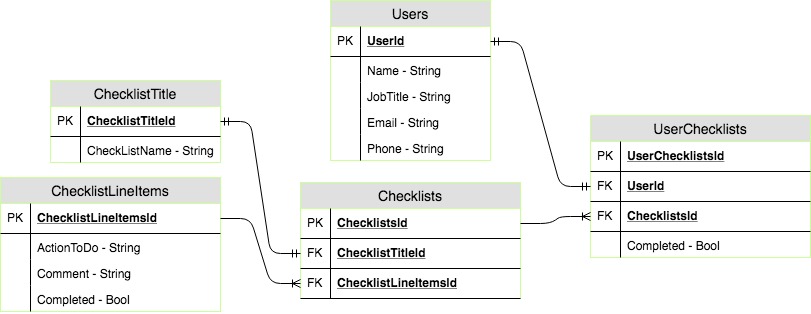 Users
PK UserId
Name - String
JobTitle - String
Email - String
Phone - String
ChecklistTitle
PK ChecklistTitleId
CheckListName - String
ChecklistLineItems
PK ChecklistLineItemsId
ActionToDo - String
Comment - String
Completed - Bool
Checklists
PK ChecklistsId
FK ChecklistTitleId
FK ChecklistLineItemsId
UserChecklists
PK UserChecklistsId
FK UserId
FK ChecklistsId
Completed - Bool